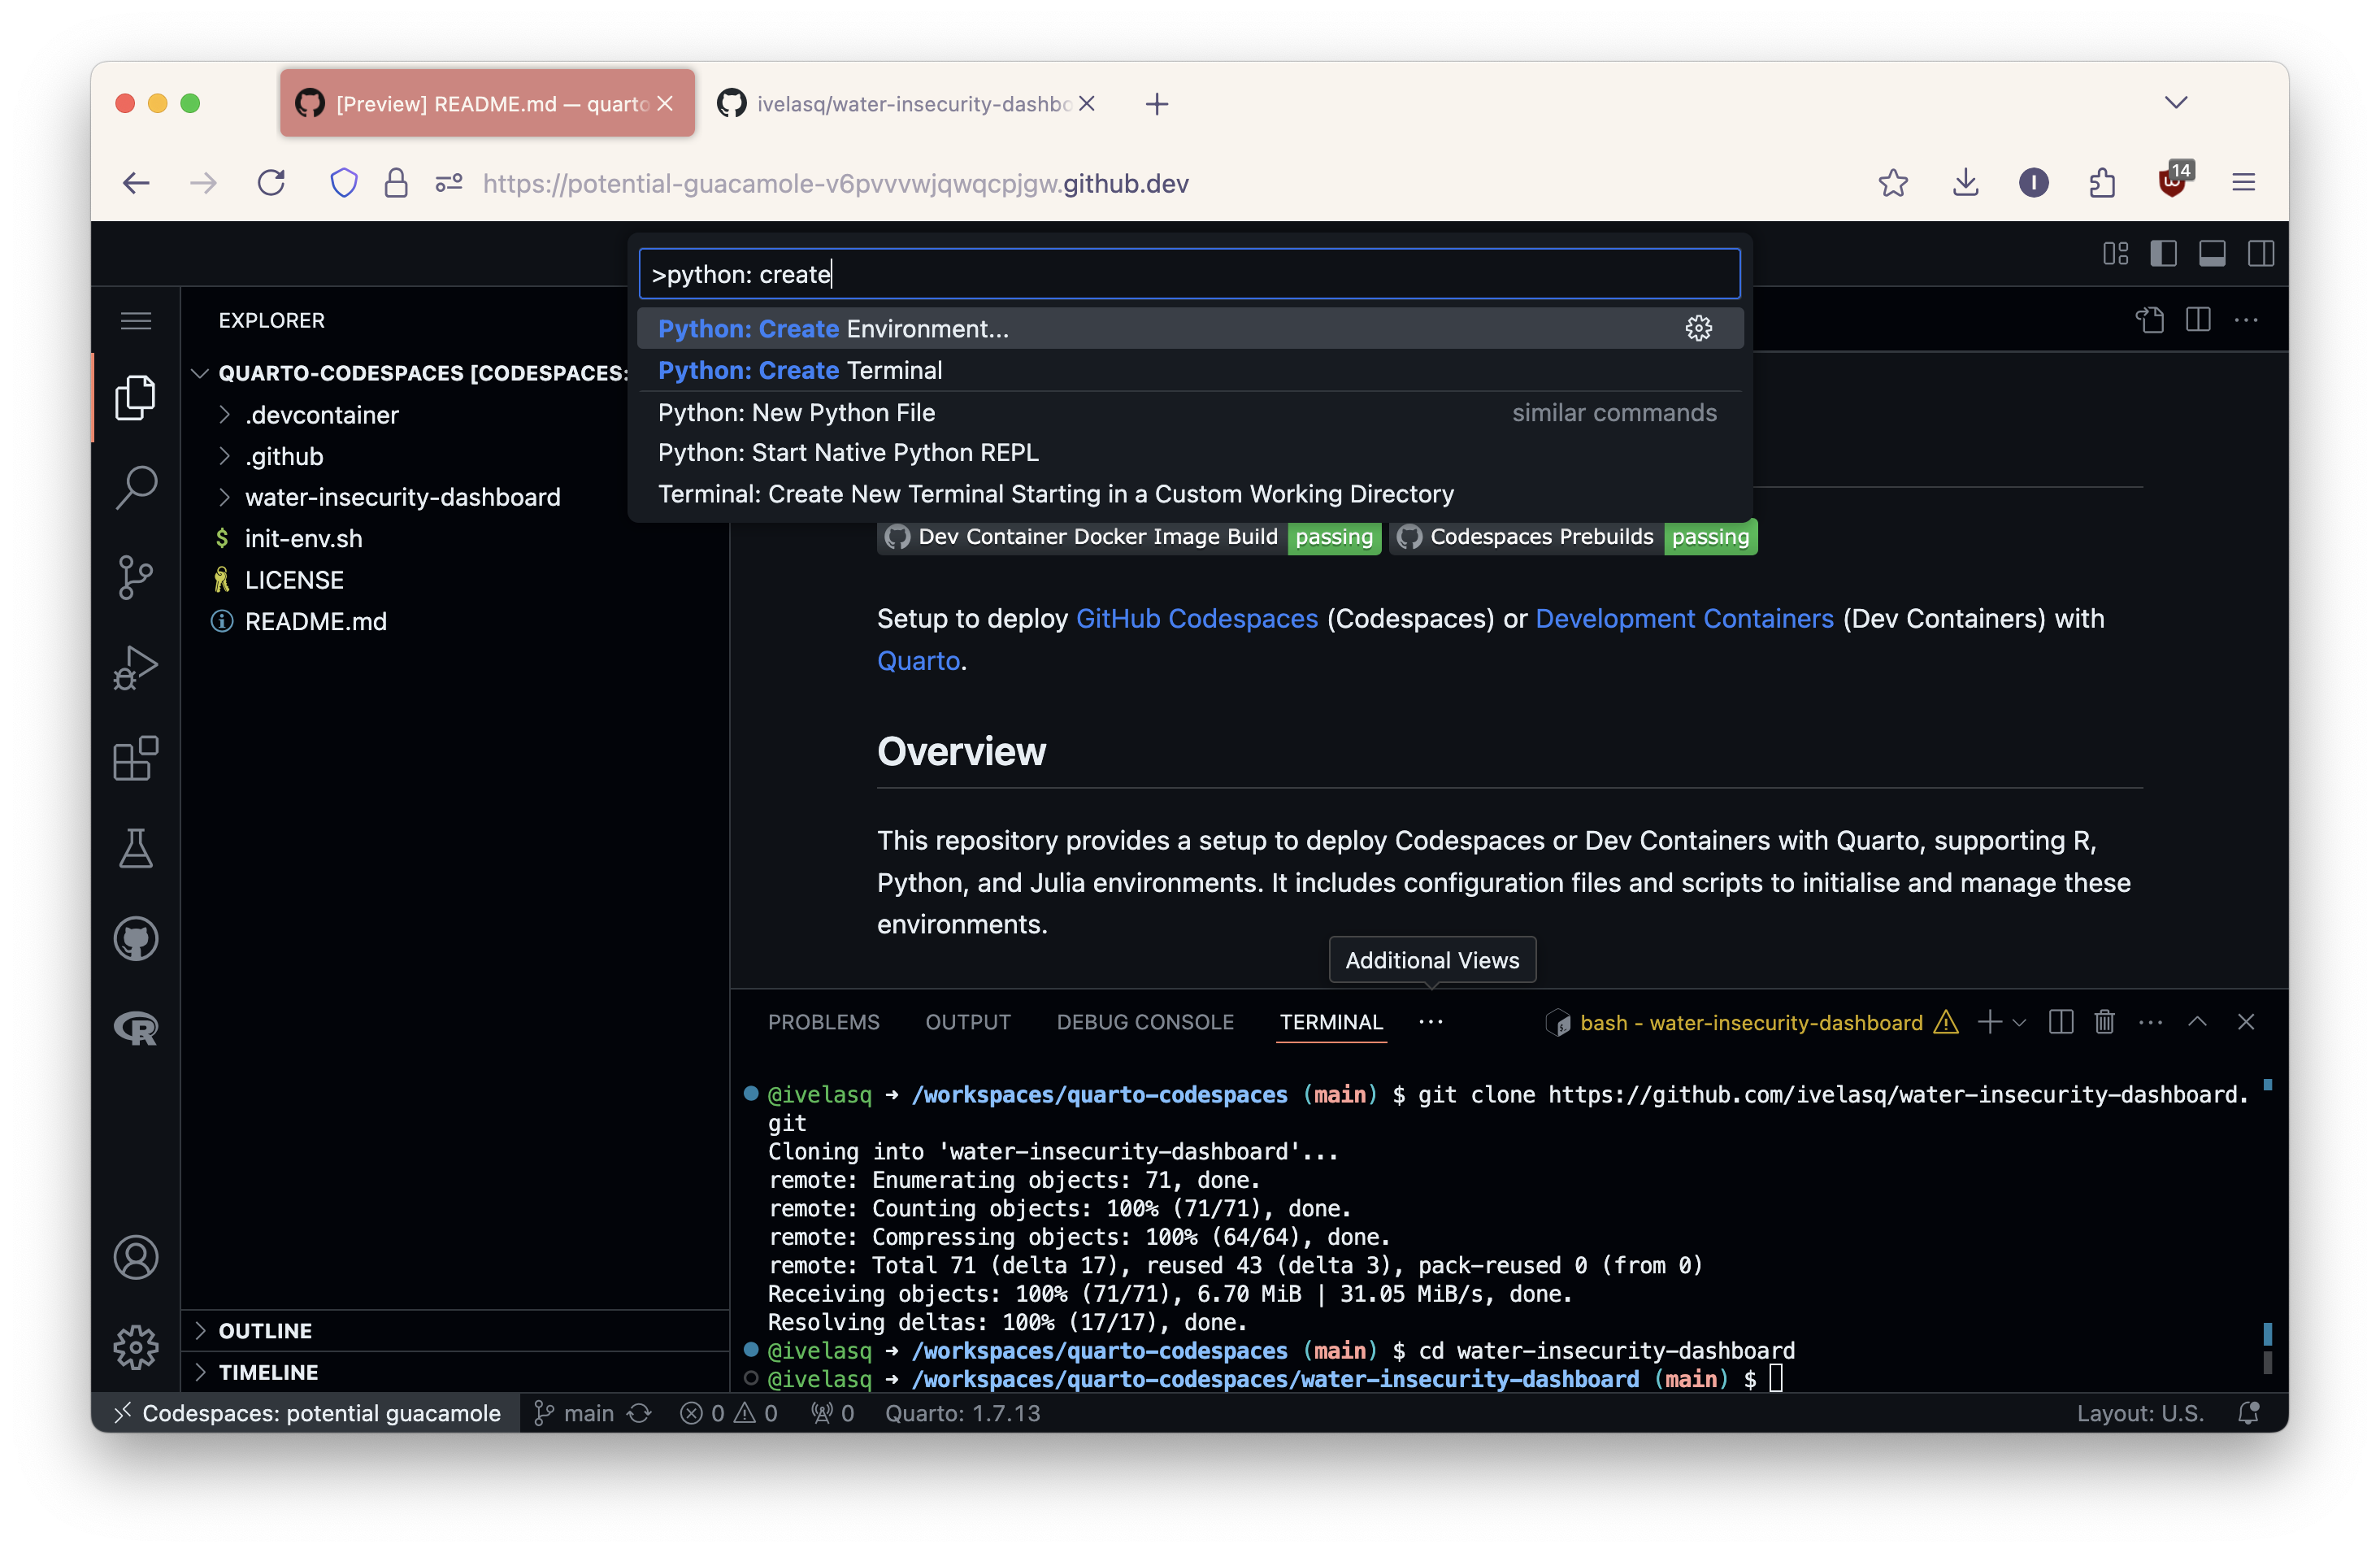 [Preview] README.md — quarto
ivelasq/water-insecurity-dashbo
https://potential-guacamole-v6pvvvwjqwqcpjgw.github.dev
14
>python: create
Python: Create Environment...
Python: Create Terminal
Python: New Python File similar commands
Python: Start Native Python REPL
Terminal: Create New Terminal Starting in a Custom Working Directory
EXPLORER
QUARTO-CODESPACES [CODESPACES:
.devcontainer
.github
water-insecurity-dashboard
$ init-env.sh
LICENSE
README.md
OUTLINE
TIMELINE
Dev Container Docker Image Build passing Codespaces Prebuilds passing
Setup to deploy GitHub Codespaces (Codespaces) or Development Containers (Dev Containers) with
Quarto.
Overview
This repository provides a setup to deploy Codespaces or Dev Containers with Quarto, supporting R,
Python, and Julia environments. It includes configuration files and scripts to initialise and manage these
environments.
Additional Views
PROBLEMS OUTPUT DEBUG CONSOLE TERMINAL ··· bash - water-insecurity-dashboard
@ivelasq ➜ /workspaces/quarto-codespaces (main) $ git clone https://github.com/ivelasq/water-insecurity-dashboard.
git
Cloning into 'water-insecurity-dashboard'...
remote: Enumerating objects: 71, done.
remote: Counting objects: 100% (71/71), done.
remote: Compressing objects: 100% (64/64), done.
remote: Total 71 (delta 17), reused 43 (delta 3), pack-reused 0 (from 0)
Receiving objects: 100% (71/71), 6.70 MiB | 31.05 MiB/s, done.
Resolving deltas: 100% (17/17), done.
@ivelasq ➜ /workspaces/quarto-codespaces (main) $ cd water-insecurity-dashboard
@ivelasq ➜ /workspaces/quarto-codespaces/water-insecurity-dashboard (main) $
Codespaces: potential guacamole main 0 0 0 Quarto: 1.7.13 Layout: U.S.